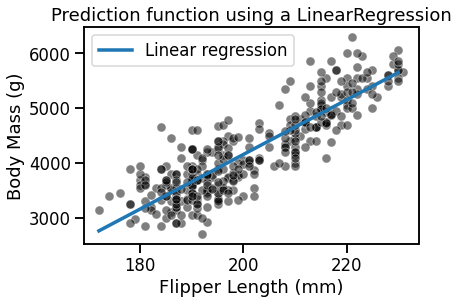 Prediction function using a LinearRegression
Linear regression
6000
5000
4000
3000
Body Mass (g)
180 200 220
Flipper Length (mm)